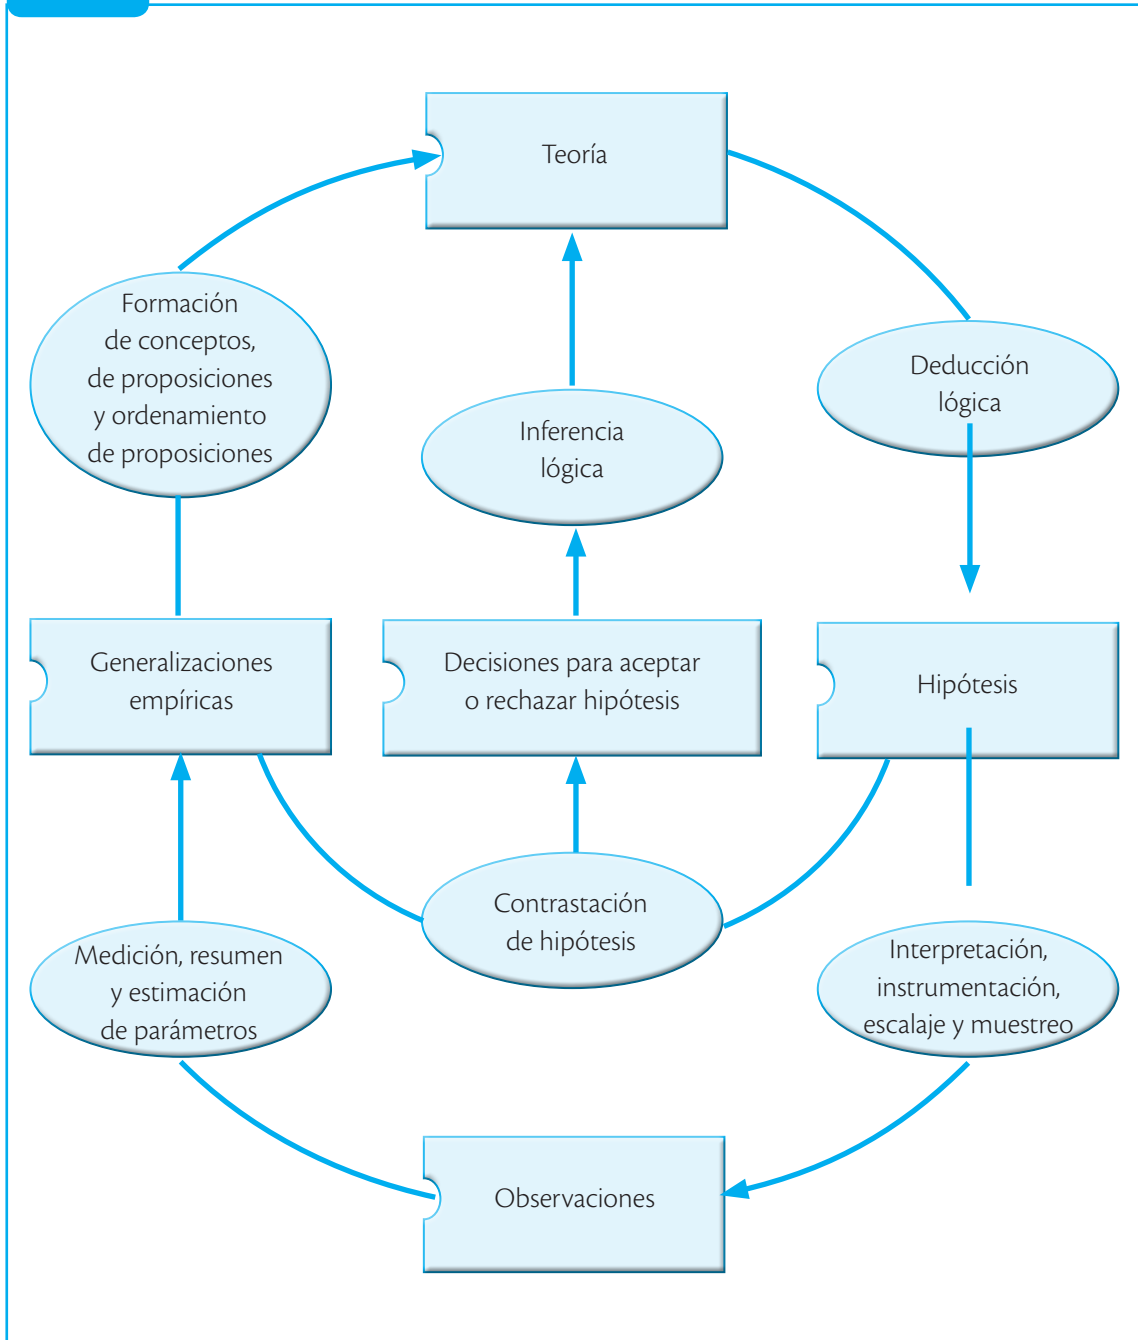 Teoría
Formación
de conceptos,
de proposiciones
y ordenamiento
de proposiciones
Inferencia
lógica
Deducción
lógica
Generalizaciones
empíricas
Decisiones para aceptar
o rechazar hipótesis
Hipótesis
Medición, resumen
y estimación
de parámetros
Contrastación
de hipótesis
Interpretación,
instrumentación,
escalaje y muestreo
Observaciones